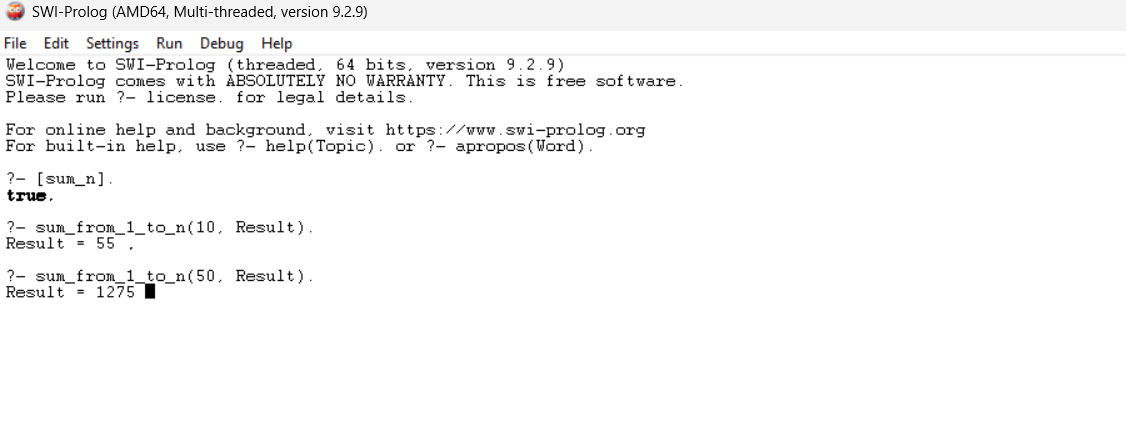 SWI-Prolog (AMD64, Multi-threaded, version 9.2.9)
File Edit Settings Run Debug Help
Welcome to SWI-Prolog (threaded, 64 bits, version 9.2.9)
SWI-Prolog comes with ABSOLUTELY NO WARRANTY. This is free software.
Please run ?- license. for legal details.
For online help and background, visit https://www.swi-prolog.org
For built-in help, use ?- help(Topic). or ?- apropos(Word).
?- [sum_n].
true.
?- sum_from_1_to_n(10, Result).
Result = 55 .
?- sum_from_1_to_n(50, Result).
Result = 1275